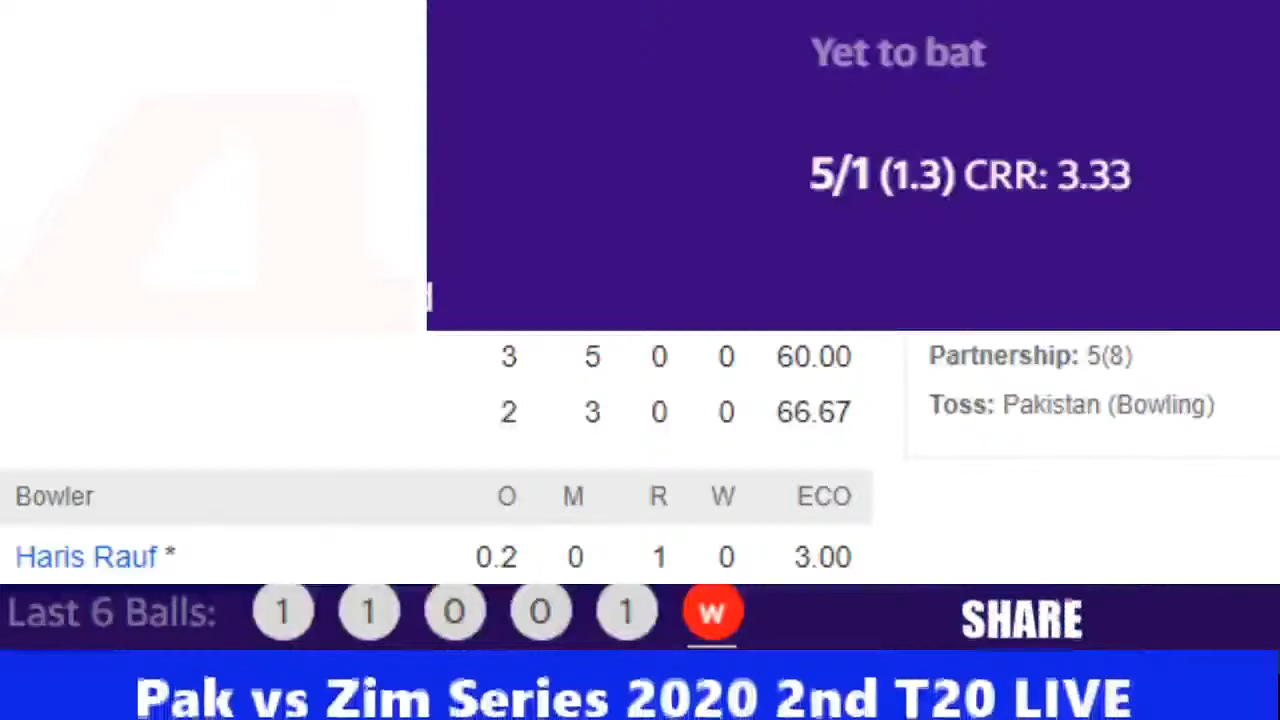 Yet to bat
5/1 (1.3) CRR: 3.33
3 5 0 0 60.00
Partnership: 5(8)
2 3 0 0 66.67
Toss: Pakistan (Bowling)
Bowler O M R W ECO
Haris Rauf * 0.2 0 1 0 3.00
Last 6 Balls: 1 1 0 0 1 w
SHARE
Pak vs Zim Series 2020 2nd T20 LIVE